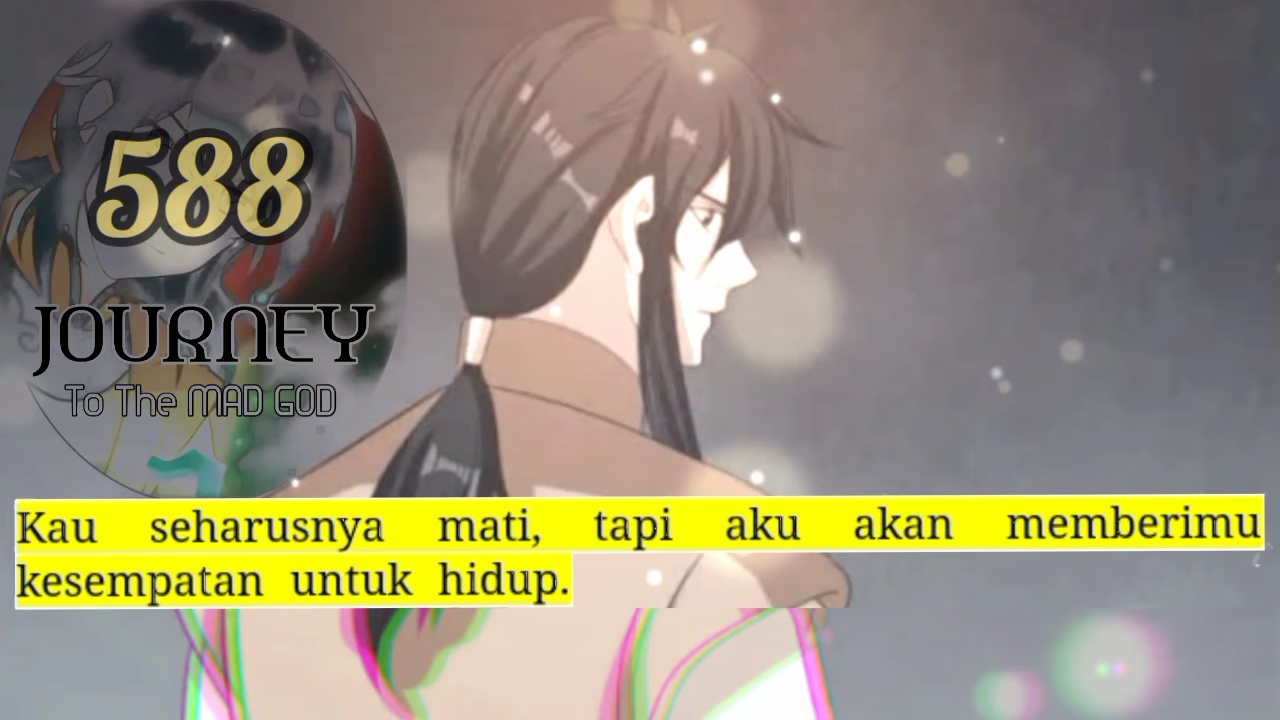 588
JOURNEY
To The MAD GOD
Kau seharusnya mati, tapi aku akan memberimu
kesempatan untuk hidup.